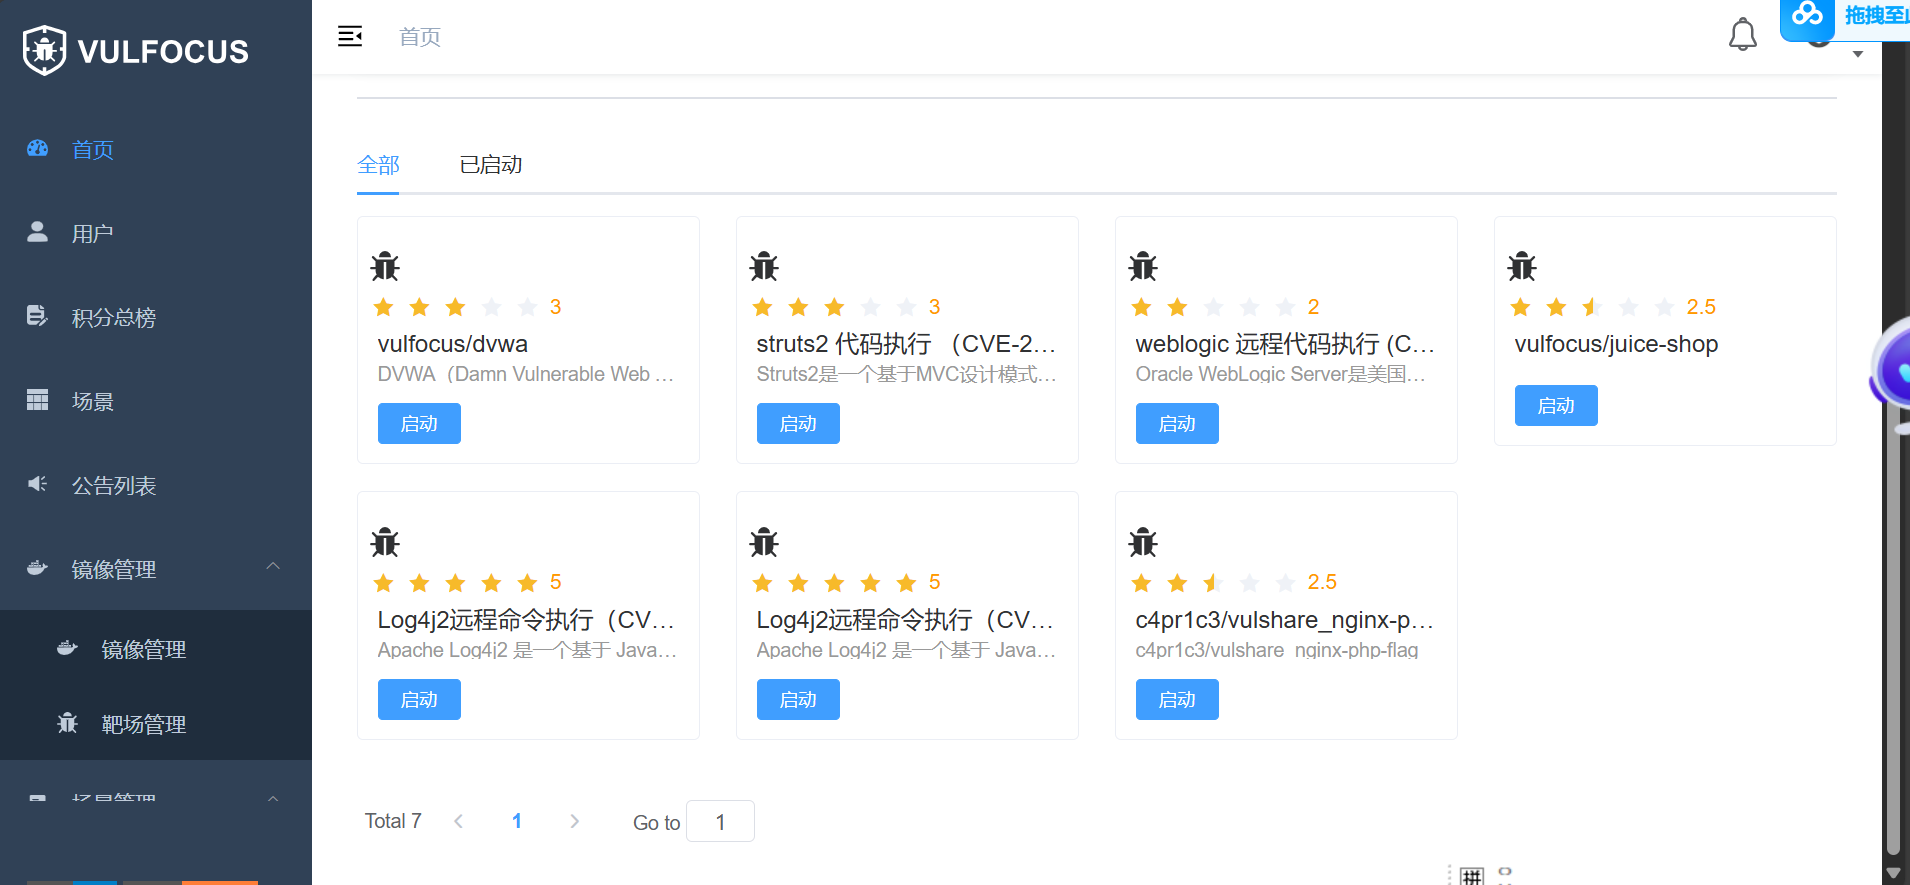 VULFOCUS
首页
用户
积分总榜
场景
公告列表
镜像管理
镜像管理
靶场管理
场景管理
首页
拖拽至此
全部
已启动
3
vulfocus/dvwa
DVWA（Damn Vulnerable Web …
启动
3
struts2 代码执行 （CVE-2…
Struts2是一个基于MVC设计模式…
启动
2
weblogic 远程代码执行 (C…
Oracle WebLogic Server是美国…
启动
2.5
vulfocus/juice-shop
启动
5
Log4j2远程命令执行（CV…
Apache Log4j2 是一个基于 Java…
启动
5
Log4j2远程命令执行（CV…
Apache Log4j2 是一个基于 Java…
启动
2.5
c4pr1c3/vulshare_nginx-p…
c4pr1c3/vulshare_nginx-php-flag
启动
Total 7
1
Go to
1
拼